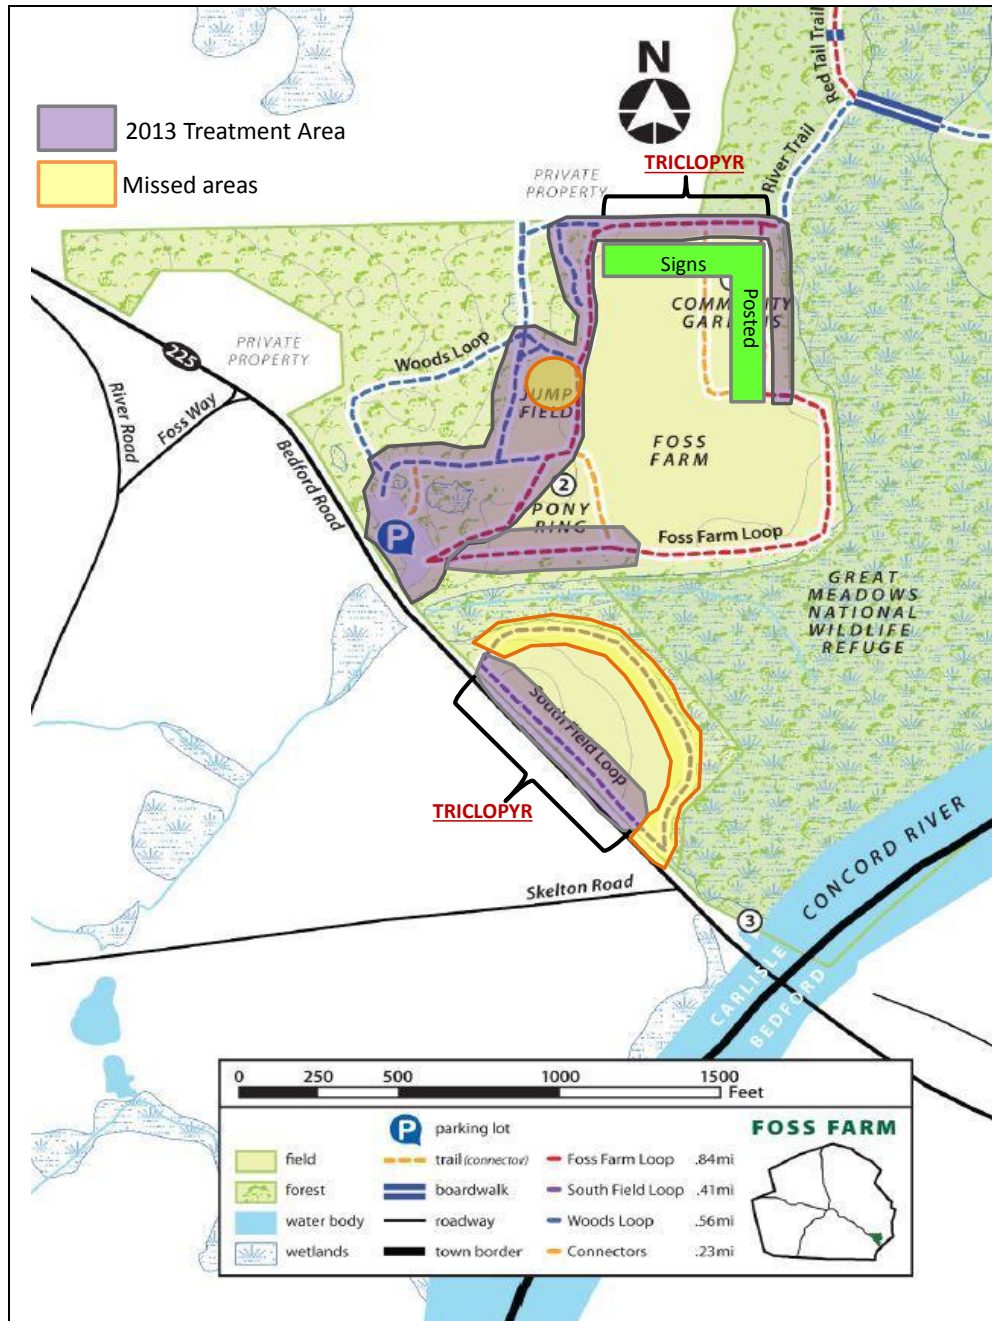 N
2013 Treatment Area
Missed areas
TRICLOPYR
PRIVATE
PROPERTY
Red Tail Trail
River Trail
Signs
Posted
GARDENS
PRIVATE
PROPERTY
225
Woods Loop
River Road
Foss Way
Bedford Road
JUMP
FIELD
FOSS
FARM
2
PONY
RING
P
Foss Farm Loop
GREAT
MEADOWS
NATIONAL
WILDLIFE
REFUGE
South Field Loop
TRICLOPYR
Skelton Road
3
CONCORD RIVER
CARLISLE
BEDFORD
0 250 500 1000 1500
Feet
P parking lot
FOSS FARM
field
trail (connector)
Foss Farm Loop .84mi
forest
boardwalk
South Field Loop .41mi
water body
roadway
Woods Loop .56mi
wetlands
town border
Connectors .23mi